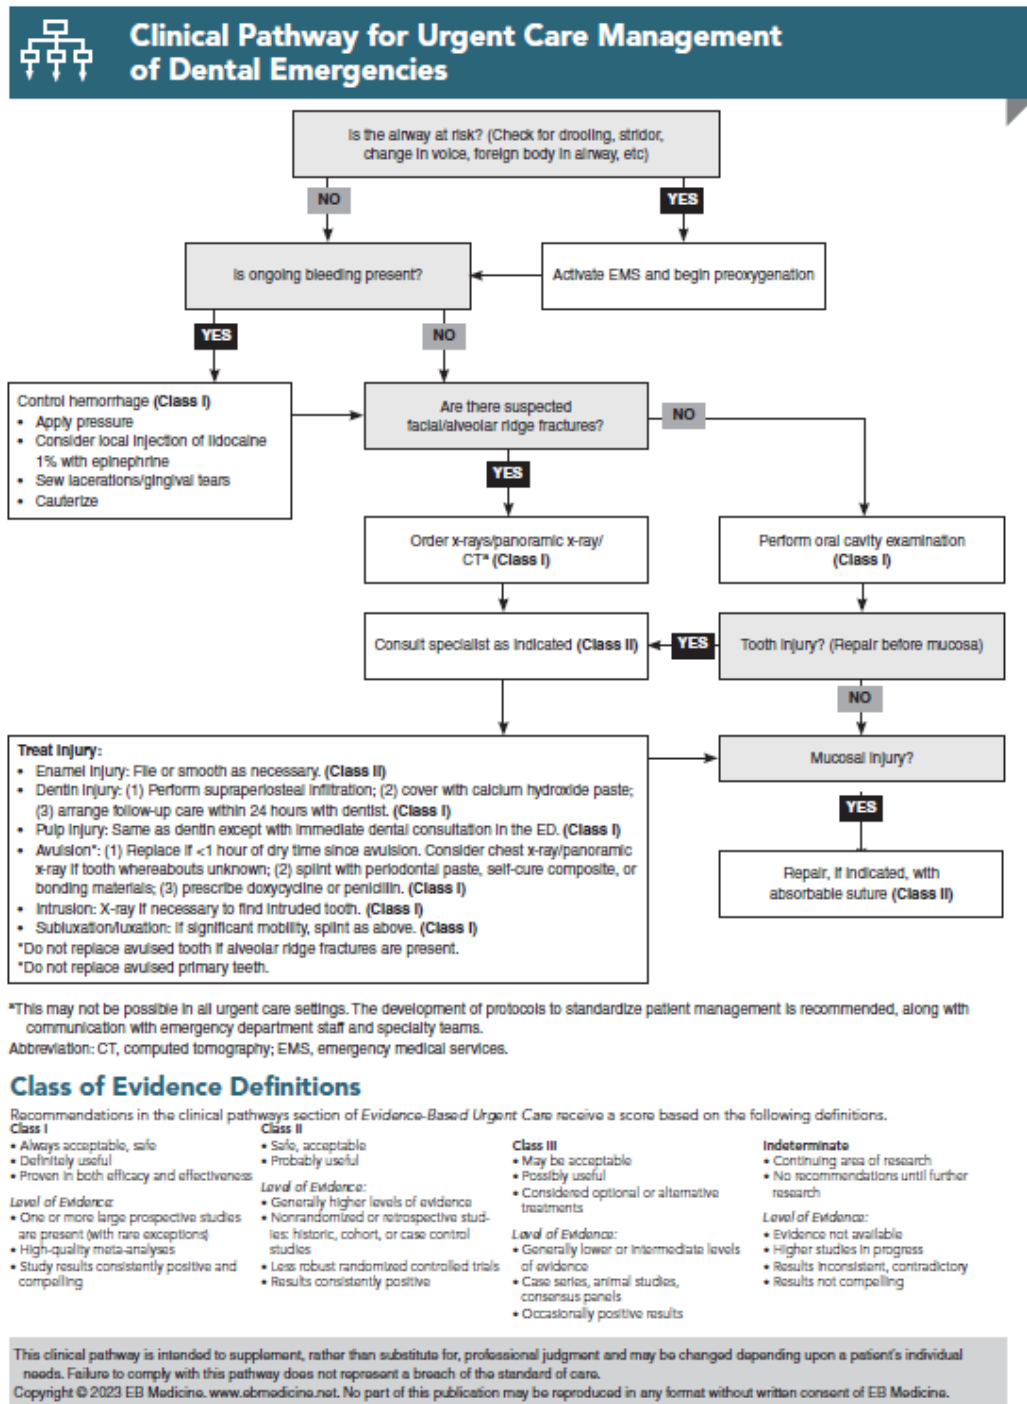 Clinical Pathway for Urgent Care Management
of Dental Emergencies
Is the airway at risk? (Check for drooling, stridor,
change in voice, foreign body in airway, etc)
NO
YES
Is ongoing bleeding present?
Activate EMS and begin preoxygenation
YES
NO
Control hemorrhage (Class I)
• Apply pressure
• Consider local injection of lidocaine
1% with epinephrine
• Sew lacerations/gingival tears
• Cauterize
Are there suspected
facial/alveolar ridge fractures?
NO
YES
Order x-rays/panoramic x-ray/
CTª (Class I)
Perform oral cavity examination
(Class I)
Consult specialist as indicated (Class II)
YES
Tooth injury? (Repair before mucosa)
NO
Treat injury:
• Enamel injury: File or smooth as necessary. (Class II)
• Dentin injury: (1) Perform supraperiosteal infiltration; (2) cover with calcium hydroxide paste;
(3) arrange follow-up care within 24 hours with dentist. (Class I)
• Pulp injury: Same as dentin except with immediate dental consultation in the ED. (Class I)
• Avulsion*: (1) Replace if <1 hour of dry time since avulsion. Consider chest x-ray/panoramic
x-ray if tooth whereabouts unknown; (2) splint with periodontal paste, self-cure composite, or
bonding materials; (3) prescribe doxycycline or penicillin. (Class I)
• Intrusion: X-ray if necessary to find intruded tooth. (Class I)
• Subluxation/luxation: If significant mobility, splint as above. (Class I)
*Do not replace avulsed tooth if alveolar ridge fractures are present.
*Do not replace avulsed primary teeth.
Mucosal injury?
YES
Repair, if indicated, with
absorbable suture (Class II)
ªThis may not be possible in all urgent care settings. The development of protocols to standardize patient management is recommended, along with
communication with emergency department staff and specialty teams.
Abbreviation: CT, computed tomography; EMS, emergency medical services.
Class of Evidence Definitions
Recommendations in the clinical pathways section of Evidence-Based Urgent Care receive a score based on the following definitions.
Class I
• Always acceptable, safe
• Definitely useful
• Proven in both efficacy and effectiveness
Level of Evidence:
• One or more large prospective studies
are present (with rare exceptions)
• High-quality meta-analyses
• Study results consistently positive and
compelling
Class II
• Safe, acceptable
• Probably useful
Level of Evidence:
• Generally higher levels of evidence
• Nonrandomized or retrospective stud-
ies: historic, cohort, or case control
studies
• Less robust randomized controlled trials
• Results consistently positive
Class III
• May be acceptable
• Possibly useful
• Considered optional or alternative
treatments
Level of Evidence:
• Generally lower or intermediate levels
of evidence
• Case series, animal studies,
consensus panels
• Occasionally positive results
Indeterminate
• Continuing area of research
• No recommendations until further
research
Level of Evidence:
• Evidence not available
• Higher studies in progress
• Results inconsistent, contradictory
• Results not compelling
This clinical pathway is intended to supplement, rather than substitute for, professional judgment and may be changed depending upon a patient's individual
needs. Failure to comply with this pathway does not represent a breach of the standard of care.
Copyright © 2023 EB Medicine. www.ebmedicine.net. No part of this publication may be reproduced in any format without written consent of EB Medicine.